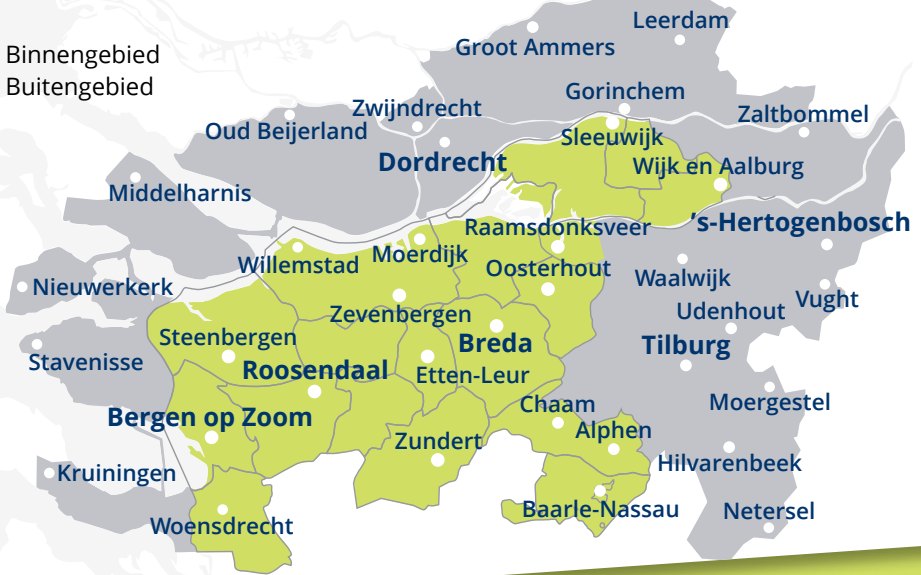 Leerdam
Groot Ammers
Binnengebied
Buitengebied
Gorinchem
Zwijndrecht
Zaltbommel
Oud Beijerland
Sleeuwijk
Dordrecht
Wijk en Aalburg
Middelharnis
's-Hertogenbosch
Raamsdonksveer
Moerdijk
Willemstad
Oosterhout
Waalwijk
Nieuwerkerk
Vught
Udenhout
Zevenbergen
Steenbergen
Breda
Tilburg
Stavenisse
Roosendaal
Etten-Leur
Moergestel
Chaam
Bergen op Zoom
Alphen
Zundert
Hilvarenbeek
Kruiningen
Baarle-Nassau
Netersel
Woensdrecht